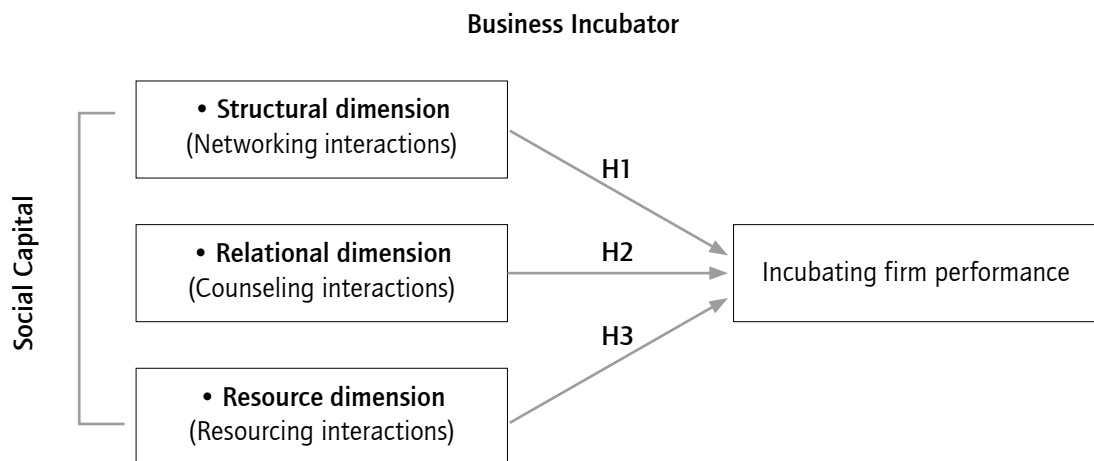 Business Incubator
Social Capital
• Structural dimension
(Networking interactions)
H1
• Relational dimension
(Counseling interactions)
H2
Incubating firm performance
H3
• Resource dimension
(Resourcing interactions)